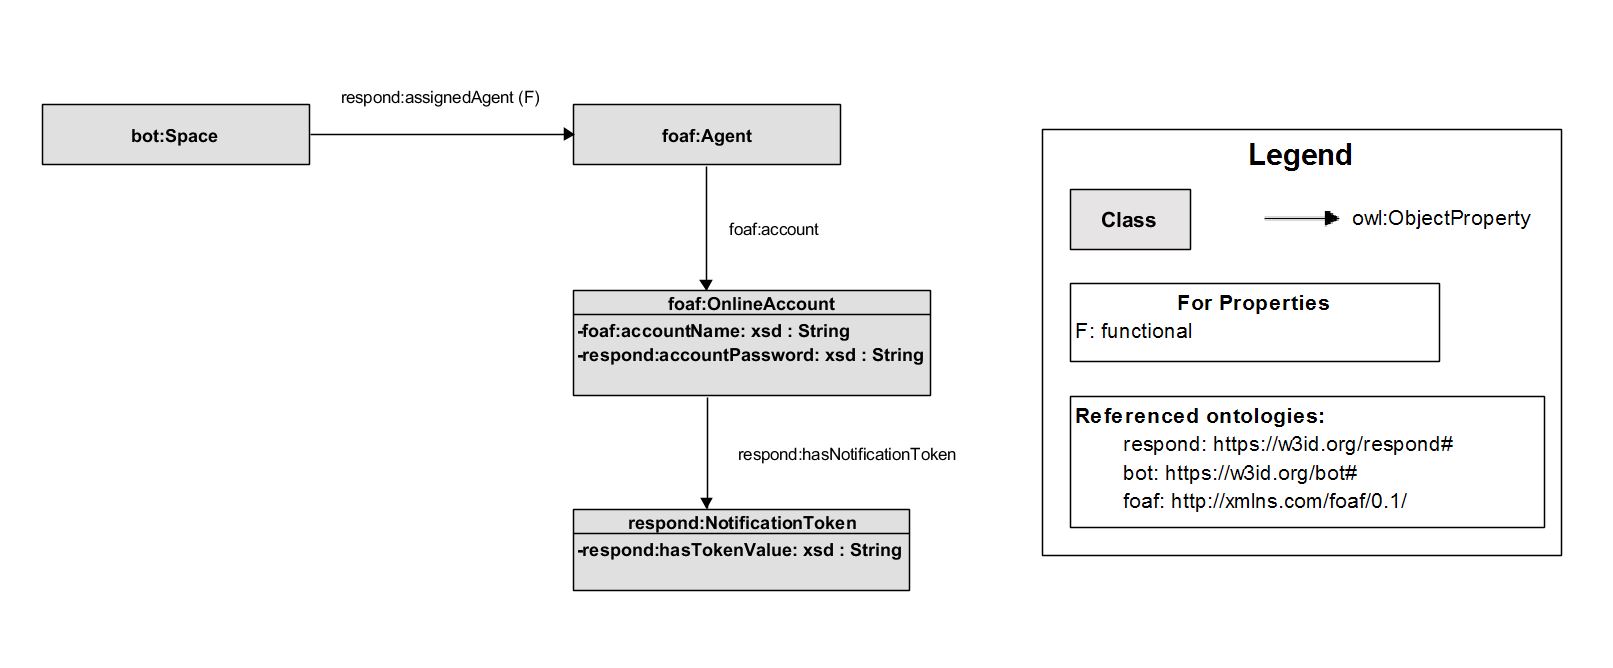 respond:assignedAgent (F)
bot:Space
foaf:Agent
foaf:account
foaf:OnlineAccount
-foaf:accountName: xsd : String
-respond:accountPassword: xsd : String
respond:hasNotificationToken
respond:NotificationToken
-respond:hasTokenValue: xsd : String
Legend
Class
owl:ObjectProperty
For Properties
F: functional
Referenced ontologies:
respond: https://w3id.org/respond#
bot: https://w3id.org/bot#
foaf: http://xmlns.com/foaf/0.1/